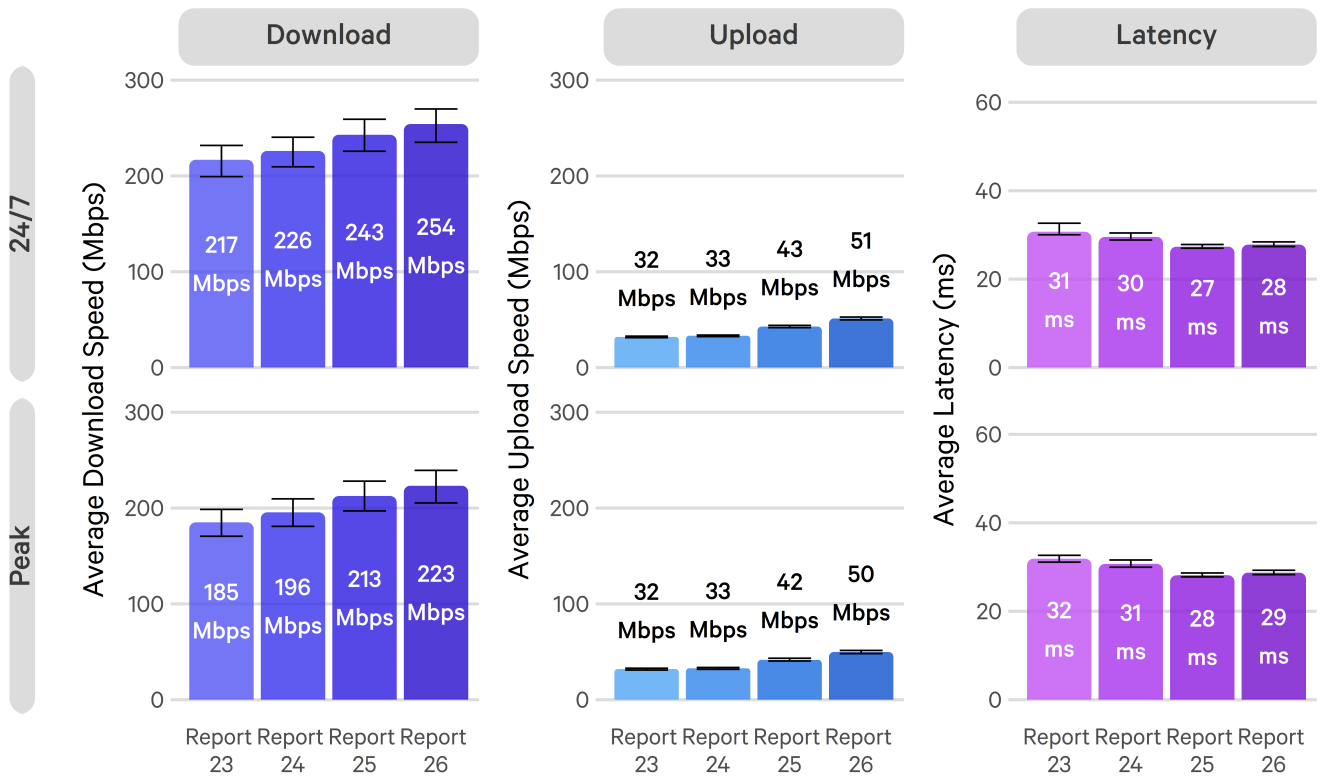 Download
Upload
Latency
24/7
Peak
Average Download Speed (Mbps)
300
200
100
0
217
Mbps
226
Mbps
243
Mbps
254
Mbps
300
200
100
0
185
Mbps
196
Mbps
213
Mbps
223
Mbps
Report
23
Report
24
Report
25
Report
26
Average Upload Speed (Mbps)
300
200
100
0
32
Mbps
33
Mbps
43
Mbps
51
Mbps
300
200
100
0
32
Mbps
33
Mbps
42
Mbps
50
Mbps
Report
23
Report
24
Report
25
Report
26
Average Latency (ms)
60
40
20
0
31
ms
30
ms
27
ms
28
ms
60
40
20
0
32
ms
31
ms
28
ms
29
ms
Report
23
Report
24
Report
25
Report
26